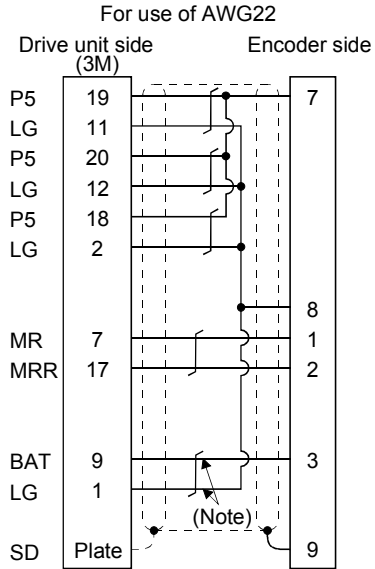 For use of AWG22
Drive unit side Encoder side
(3M)
P5 19 7
LG 11
P5 20
LG 12
P5 18
LG 2
8
MR 7 1
MRR 17 2
BAT 9 3
LG 1
(Note)
SD Plate 9